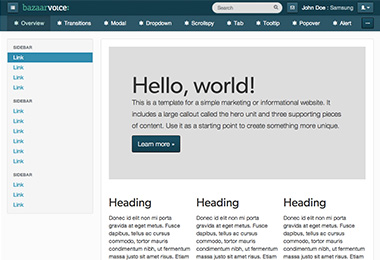 bazaarvoice:
Search
John Doe : Samsung
Overview
Transitions
Modal
Dropdown
Scrollspy
Tab
Tooltip
Popover
Alert
SIDEBAR
Link
Link
Link
Link
SIDEBAR
Link
Link
Link
Link
Link
Link
SIDEBAR
Link
Link
Link
Hello, world!
This is a template for a simple marketing or informational website. It
includes a large callout called the hero unit and three supporting pieces
of content. Use it as a starting point to create something more unique.
Learn more »
Heading
Donec id elit non mi porta
gravida at eget metus. Fusce
dapibus, tellus ac cursus
commodo, tortor mauris
condimentum nibh, ut fermentum
massa justo sit amet risus. Etiam
Heading
Donec id elit non mi porta
gravida at eget metus. Fusce
dapibus, tellus ac cursus
commodo, tortor mauris
condimentum nibh, ut fermentum
massa justo sit amet risus. Etiam
Heading
Donec id elit non mi porta
gravida at eget metus. Fusce
dapibus, tellus ac cursus
commodo, tortor mauris
condimentum nibh, ut fermentum
massa justo sit amet risus. Etiam